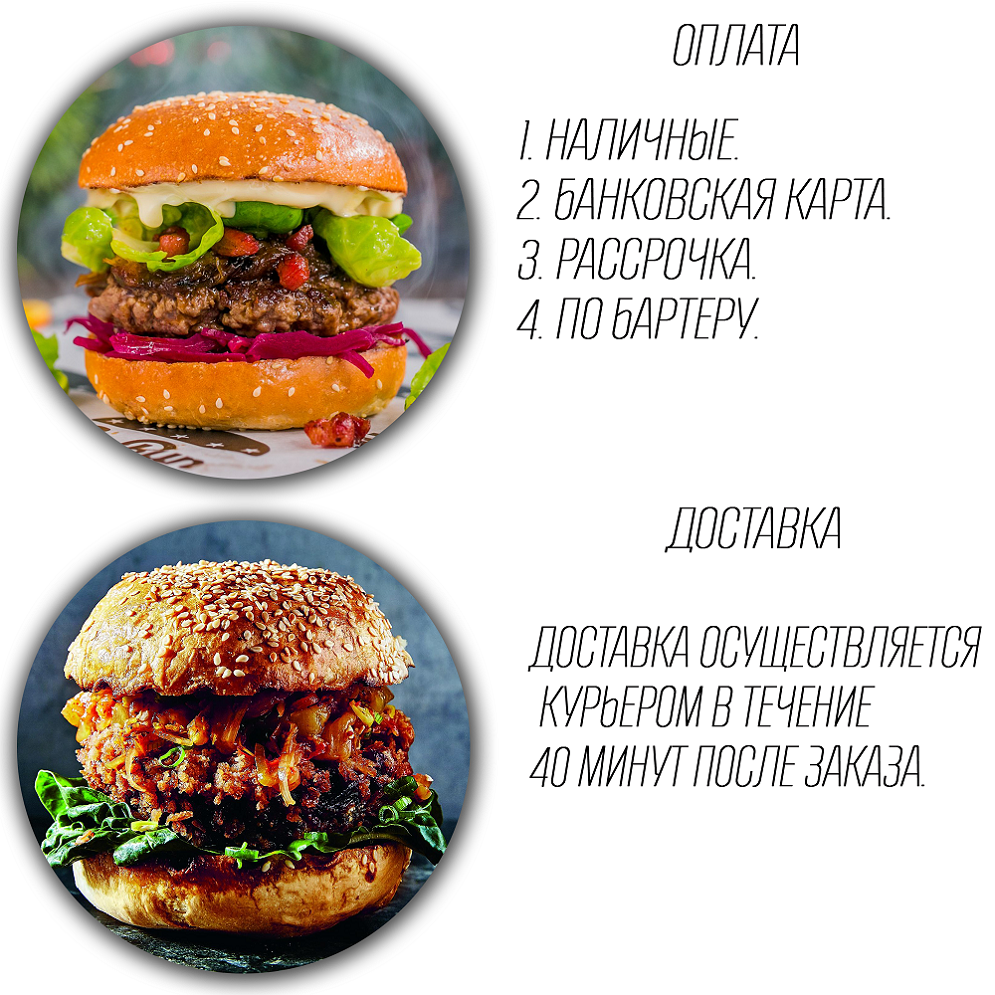 ОПЛАТА
1. НАЛИЧНЫЕ.
2. БАНКОВСКАЯ КАРТА.
3. РАССРОЧКА.
4. ПО БАРТЕРУ.
ДОСТАВКА
ДОСТАВКА ОСУЩЕСТВЛЯЕТСЯ
КУРЬЕРОМ В ТЕЧЕНИЕ
40 МИНУТ ПОСЛЕ ЗАКАЗА.